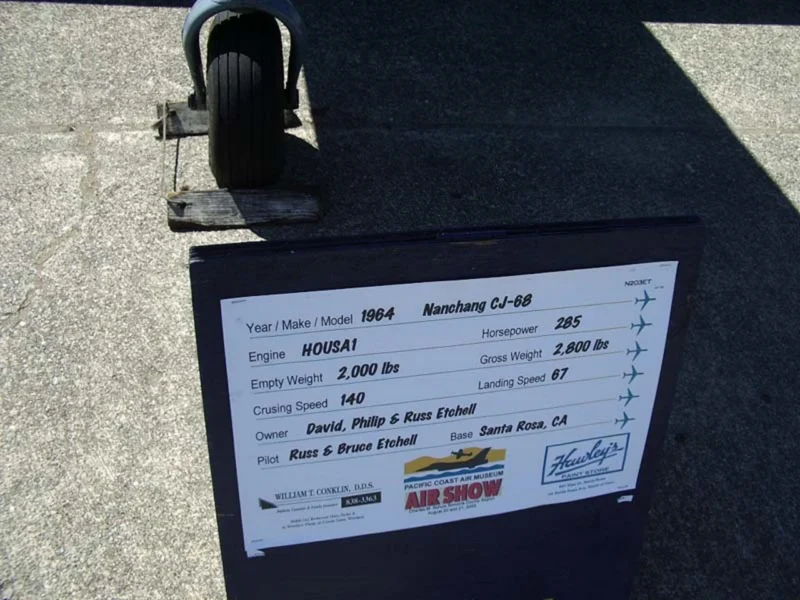 N203ET
Year / Make / Model 1964 Nanchang CJ-6B
Engine HOUSA1 Horsepower 285
Empty Weight 2,000 lbs Gross Weight 2,800 lbs
Crusing Speed 140 Landing Speed 67
Owner David, Philip & Russ Etchell
Pilot Russ & Bruce Etchell Base Santa Rosa, CA
WILLIAM T. CONKLIN, D.D.S.
838-3363
PACIFIC COAST AIR MUSEUM
AIR SHOW
Hawley's
PAINT STORE